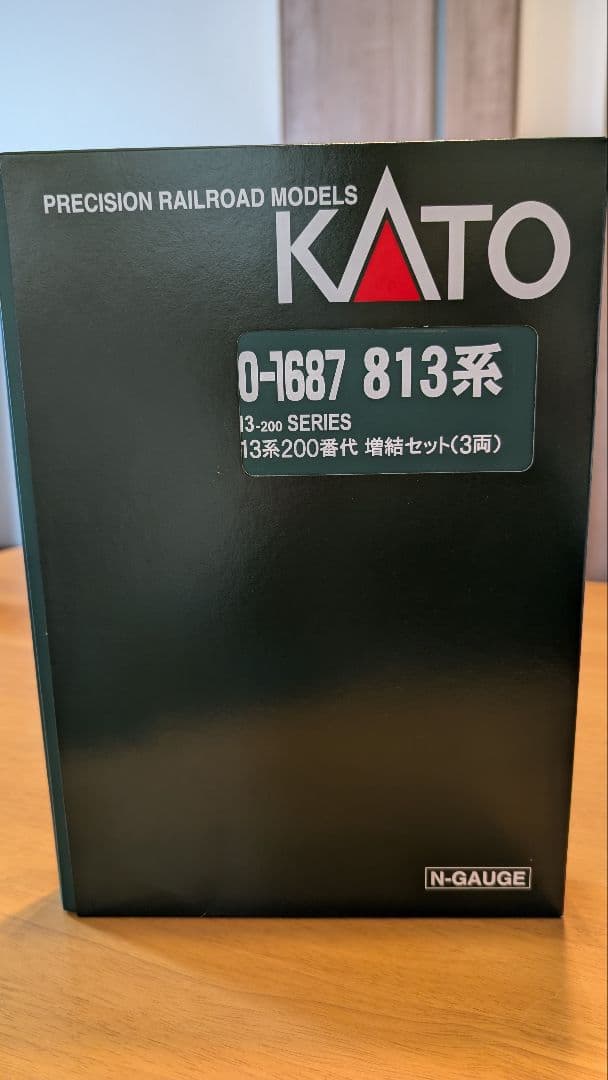 PRECISION RAILROAD MODELS
KATO
0-1687 813系
13-200 SERIES
13系200番代 増結セット(3両)
N-GAUGE